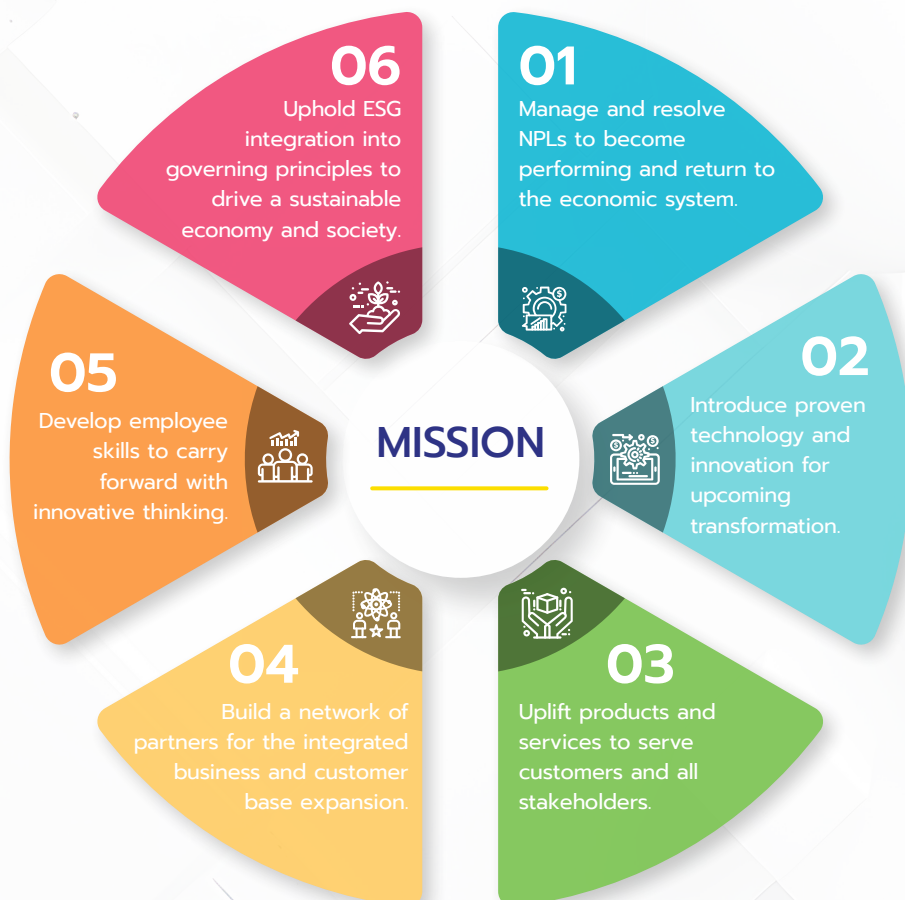 MISSION
01
Manage and resolve
NPLs to become
performing and return to
the economic system.
02
Introduce proven
technology and
innovation for
upcoming
transformation.
03
Uplift products and
services to serve
customers and all
stakeholders.
04
Build a network of
partners for the integrated
business and customer
base expansion.
05
Develop employee
skills to carry
forward with
innovative thinking.
06
Uphold ESG
integration into
governing principles to
drive a sustainable
economy and society.